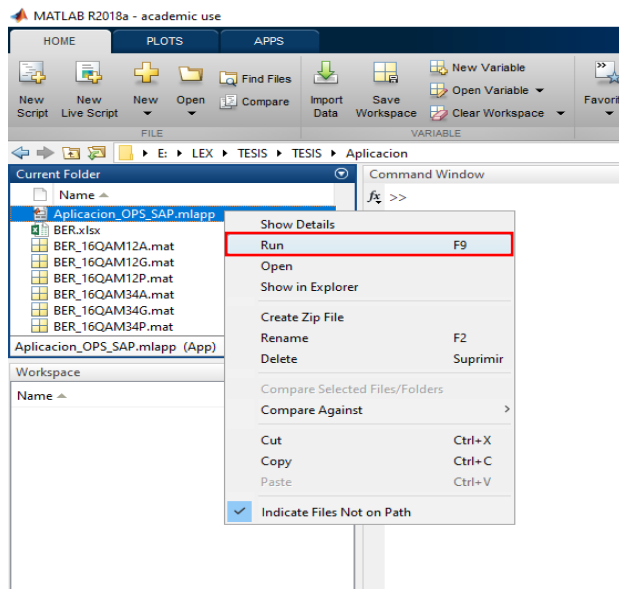 MATLAB R2018a - academic use
HOME PLOTS APPS
New Script
New Live Script
New
Open
Find Files
Compare
Import Data
Save Workspace
New Variable
Open Variable
Clear Workspace
Favorit
FILE VARIABLE
E: LEX TESIS TESIS Aplicacion
Current Folder
Name
Aplicacion_OPS_SAP.mlapp
BER.xlsx
BER_16QAM12A.mat
BER_16QAM12G.mat
BER_16QAM12P.mat
BER_16QAM34A.mat
BER_16QAM34G.mat
BER_16QAM34P.mat
Aplicacion_OPS_SAP.mlapp (App)
Workspace
Name
Command Window
fx >>
Show Details
Run F9
Open
Show in Explorer
Create Zip File
Rename F2
Delete Suprimir
Compare Selected Files/Folders
Compare Against >
Cut Ctrl+X
Copy Ctrl+C
Paste Ctrl+V
Indicate Files Not on Path